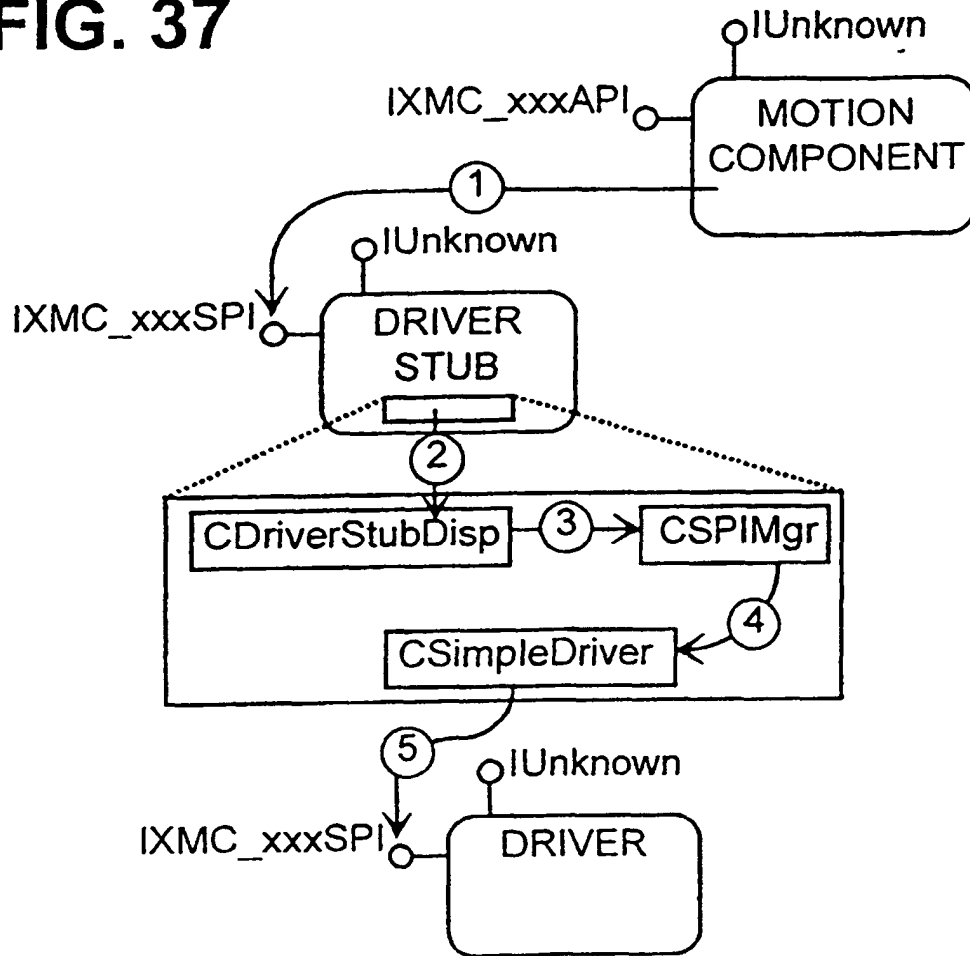 FIG. 37
IUnknown
IXMC_xxxAPI
MOTION
COMPONENT
1
IUnknown
IXMC_xxxSPI
DRIVER
STUB
2
CDriverStubDisp
3
CSPIMgr
4
CSimpleDriver
5
IUnknown
IXMC_xxxSPI
DRIVER